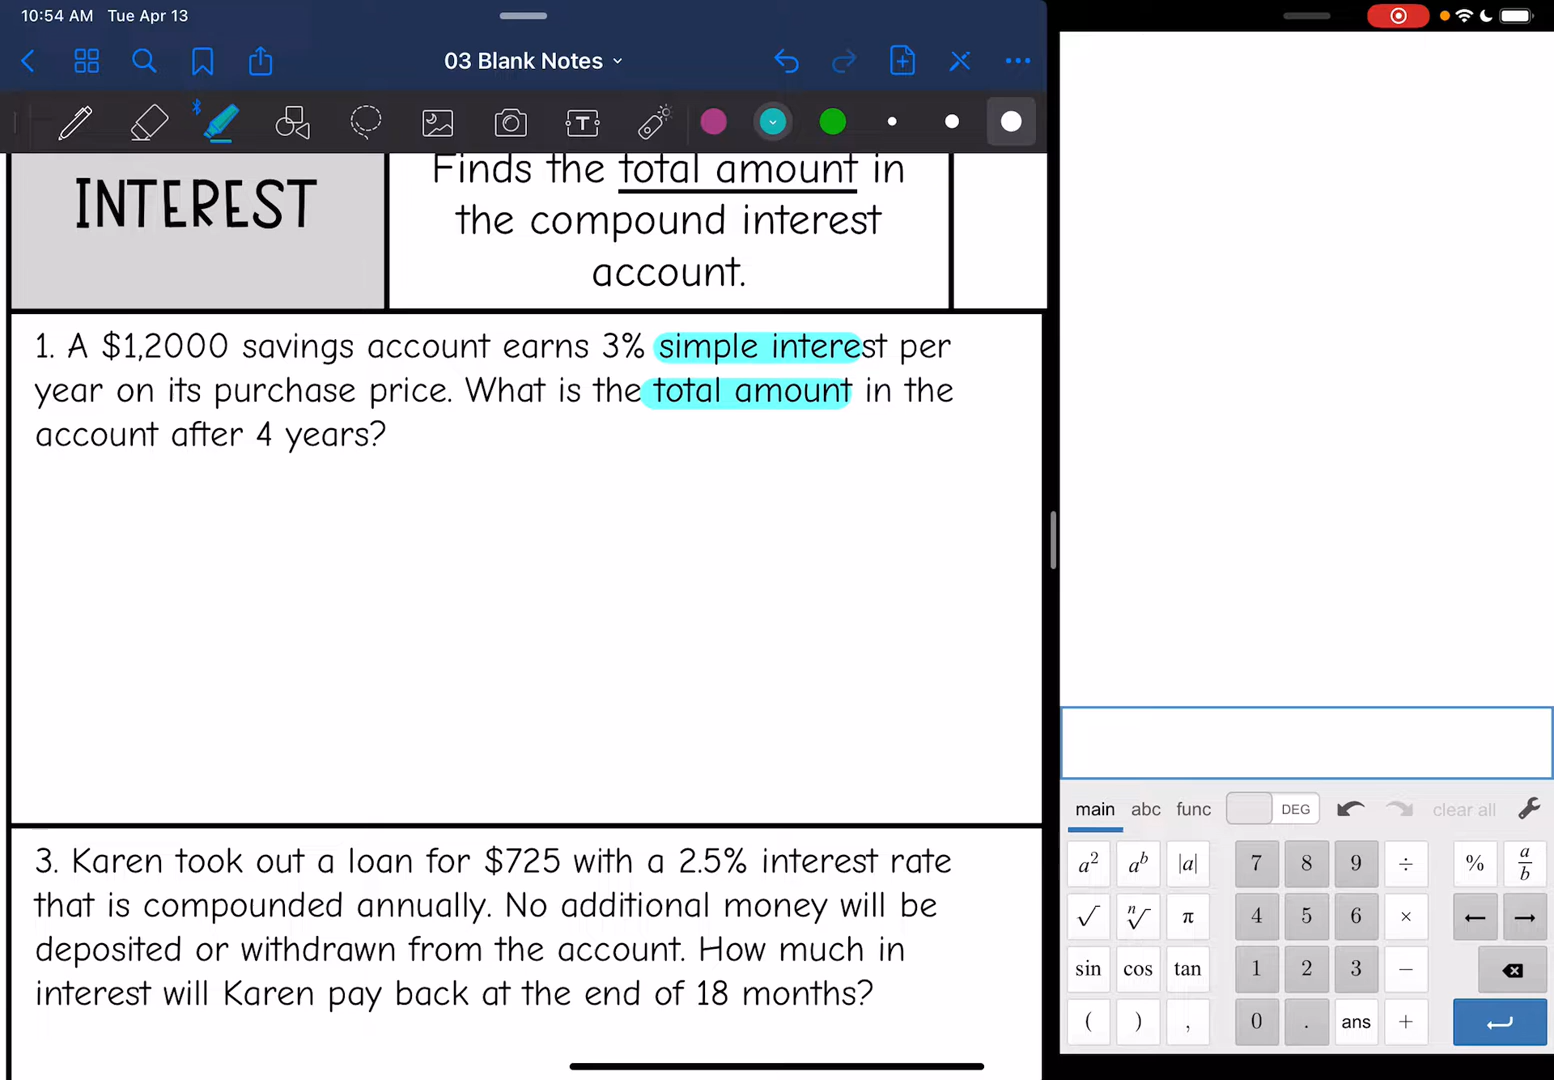 10:54 AM Tue Apr 13
03 Blank Notes
T
INTEREST
Finds the total amount in
the compound interest
account.
1. A $1,2000 savings account earns 3% simple interest per
year on its purchase price. What is the total amount in the
account after 4 years?
3. Karen took out a loan for $725 with a 2.5% interest rate
that is compounded annually. No additional money will be
deposited or withdrawn from the account. How much in
interest will Karen pay back at the end of 18 months?
main abc func DEG clear all
a² aᵇ |a| 7 8 9 ÷ % a/b
√ ⁿ√ π 4 5 6 × ← →
sin cos tan 1 2 3 −
( ) , 0 . ans +